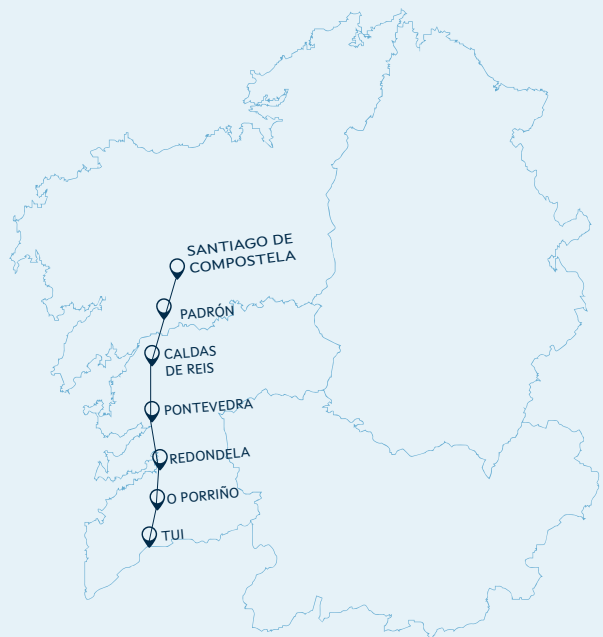 SANTIAGO DE
COMPOSTELA
PADRÓN
CALDAS
DE REIS
PONTEVEDRA
REDONDELA
O PORRIÑO
TUI